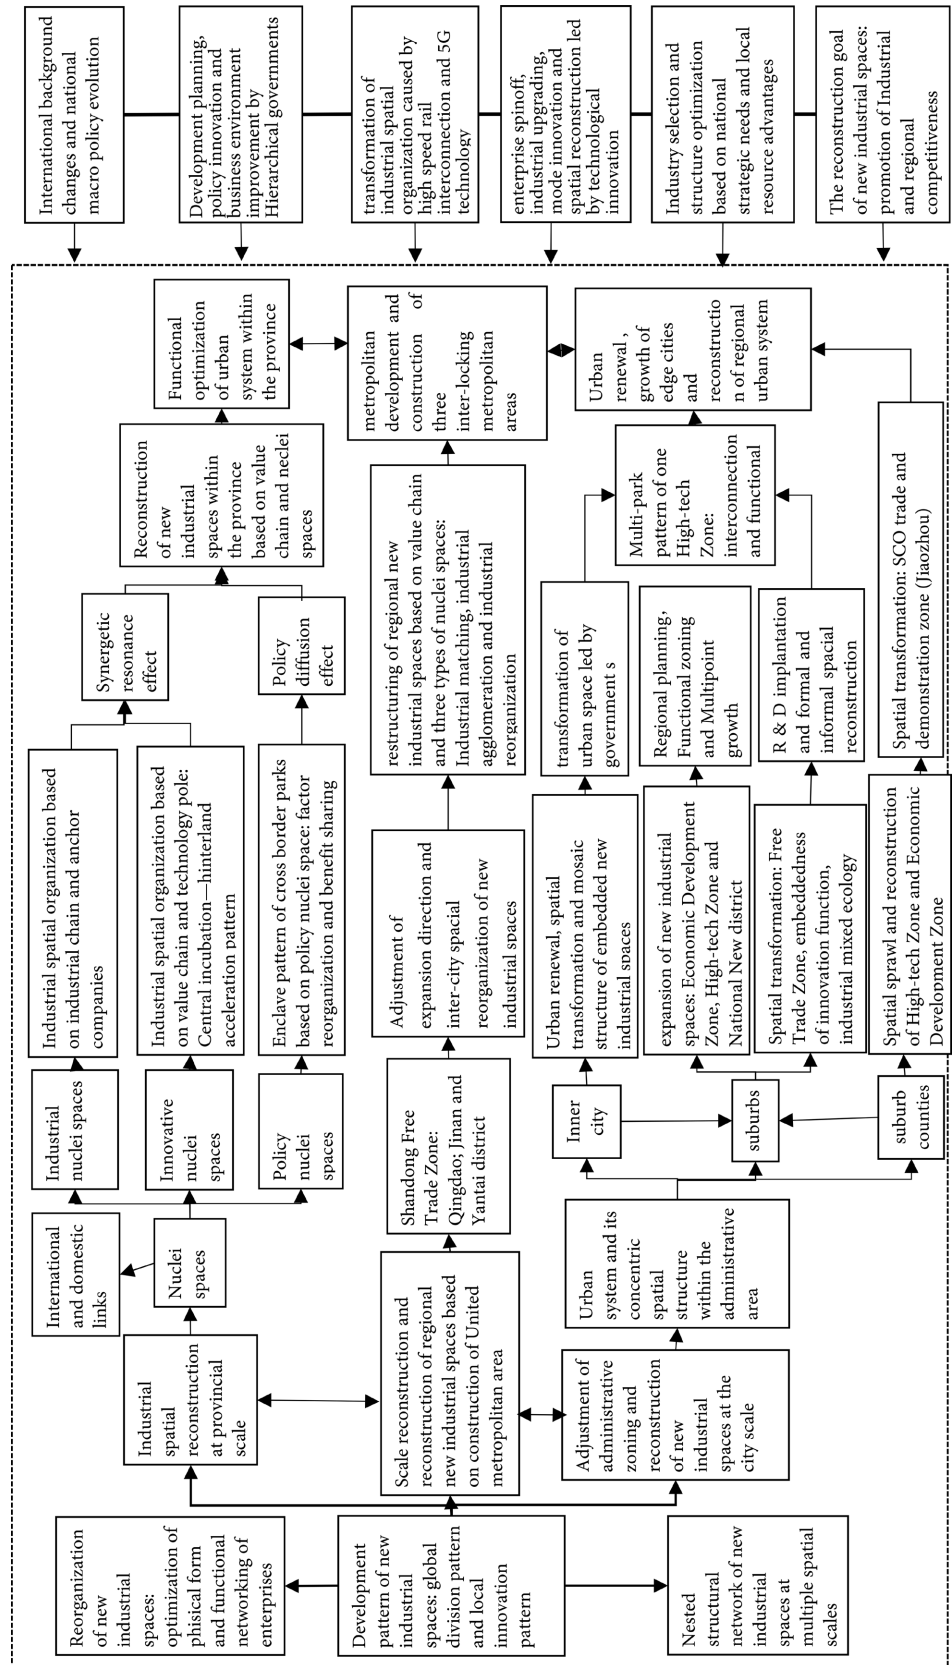 International background
changes and national
macro policy evolution
Development planning,
policy innovation and
business environment
improvement by
Hierarchical governments
transformation of
industrial spatial
organization caused by
high speed rail
interconnection and 5G
technology
enterprise spinoff,
industrial upgrading,
mode innovation and
spatial reconstruction led
by technological
innovation
Industry selection and
structure optimization
based on national
strategic needs and local
resource advantages
The reconstruction goal
of new industrial spaces:
promotion of Industrial
and regional
competitiveness
Functional
optimization
of urban
system within
the province
metropolitan
development and
construction of
three
inter-locking
metropolitan
areas
Urban
renewal,
growth of
edge cities
and
reconstructio
n of regional
urban system
Reconstruction
of new
industrial
spaces within
the province
based on value
chain and neclei
spaces
Multi-park
pattern of one
High-tech
Zone:
interconnection
and functional
Synergetic
resonance
effect
Policy
diffusion
effect
restructuring of regional new
industrial spaces based on value chain
and three types of nuclei spaces:
Industrial matching, industrial
agglomeration and industrial
reorganization
transformation of
urban space led by
government s
Regional planning,
Functional zoning
and Multipoint
growth
R & D implantation
and formal and
informal spacial
reconstruction
Spatial transformation: SCO trade and
demonstration zone (Jiaozhou)
Industrial spatial organization based
on industrial chain and anchor
companies
Industrial spatial organization based
on value chain and technology pole:
Central incubation—hinterland
acceleration pattern
Enclave pattern of cross border parks
based on policy nuclei space: factor
reorganization and benefit sharing
Adjustment of
expansion direction and
inter-city spacial
reorganization of new
industrial spaces
Urban renewal, spatial
transformation and mosaic
structure of embedded new
industrial spaces
expansion of new industrial
spaces: Economic Development
Zone, High-tech Zone and
National New district
Spatial transformation: Free
Trade Zone, embeddedness
of innovation function,
industrial mixed ecology
Spatial sprawl and reconstruction
of High-tech Zone and Economic
Development Zone
Industrial
nuclei spaces
Innovative
nuclei
spaces
Policy
nuclei
spaces
Shandong Free
Trade Zone:
Qingdao; Jinan and
Yantai district
Inner
city
suburbs
suburb
counties
International
and domestic
links
Nuclei
spaces
Urban
system and its
concentric
spatial
structure
within the
administrative
area
Industrial
spatial
reconstruction
at provincial
scale
Scale reconstruction and
reconstruction of regional
new industrial spaces based
on construction of United
metropolitan area
Adjustment of
administrative
zoning and
reconstruction
of new
industrial
spaces at the
city scale
Reorganization
of new
industrial
spaces:
optimization of
phisical form
and functional
networking of
enterprises
Development
pattern of new
industrial
spaces: global
division pattern
and local
innovation
pattern
Nested
structural
network of new
industrial
spaces at
multiple spatial
scales